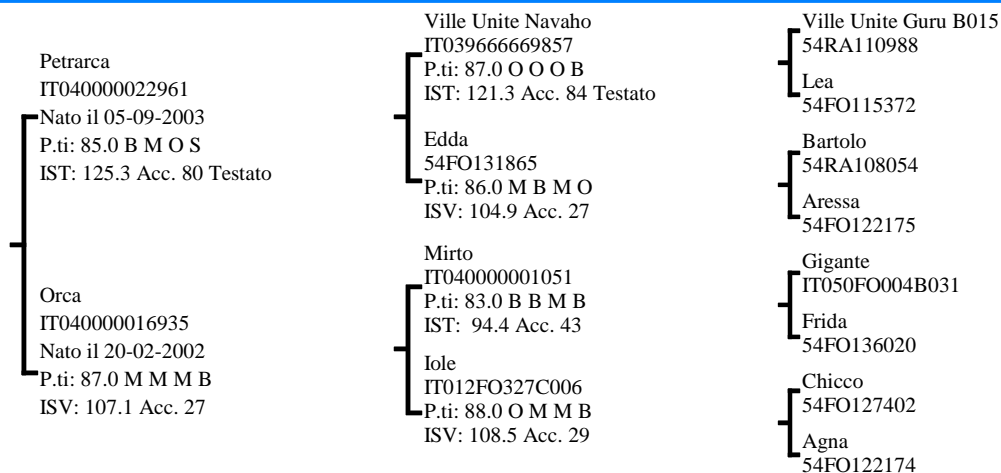 Petrarca
IT040000022961
Nato il 05-09-2003
P.ti: 85.0 B M O S
IST: 125.3 Acc. 80 Testato
Orca
IT040000016935
Nato il 20-02-2002
P.ti: 87.0 M M M B
ISV: 107.1 Acc. 27
Ville Unite Navaho
IT039666669857
P.ti: 87.0 O O O B
IST: 121.3 Acc. 84 Testato
Edda
54FO131865
P.ti: 86.0 M B M O
ISV: 104.9 Acc. 27
Mirto
IT040000001051
P.ti: 83.0 B B M B
IST: 94.4 Acc. 43
Iole
IT012FO327C006
P.ti: 88.0 O M M B
ISV: 108.5 Acc. 29
Ville Unite Guru B015
54RA110988
Lea
54FO115372
Bartolo
54RA108054
Aressa
54FO122175
Gigante
IT050FO004B031
Frida
54FO136020
Chicco
54FO127402
Agna
54FO122174